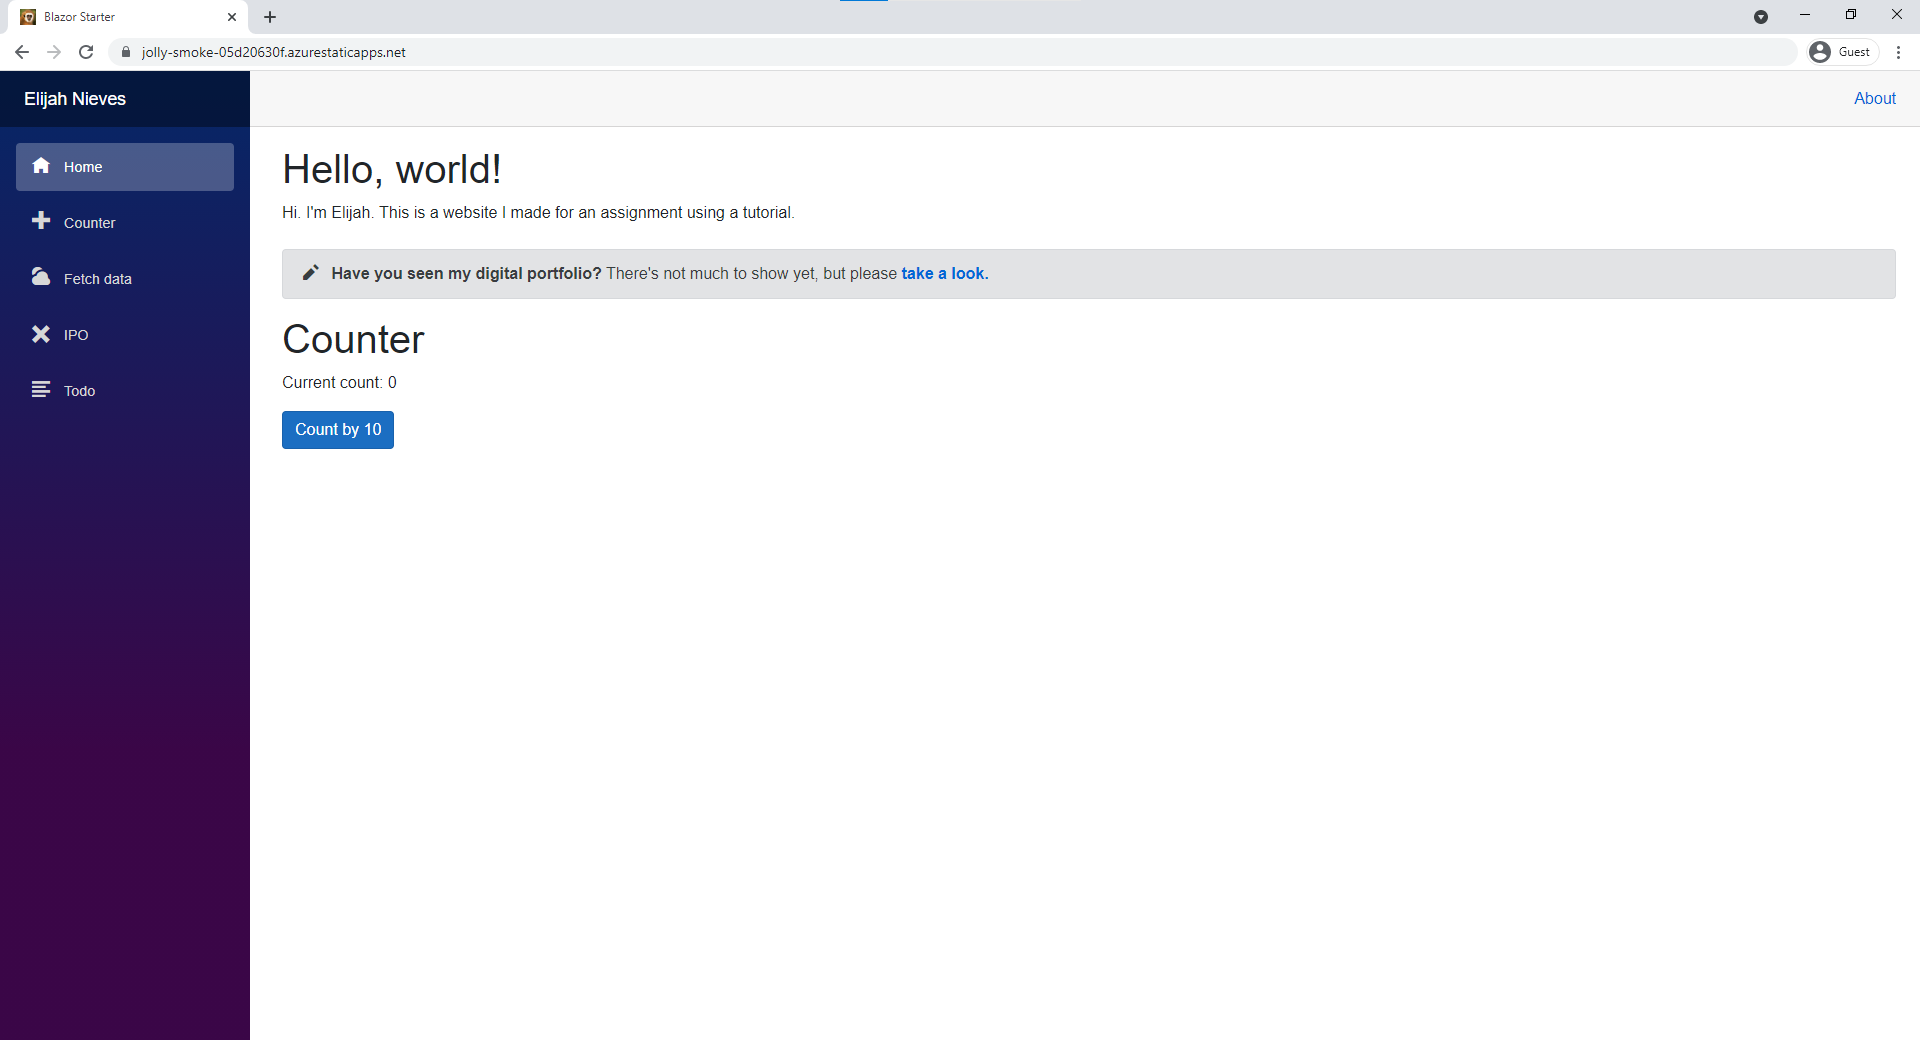 Blazor Starter
jolly-smoke-05d20630f.azurestaticapps.net
Guest
Elijah Nieves
About
Home
Counter
Fetch data
IPO
Todo
Hello, world!
Hi. I'm Elijah. This is a website I made for an assignment using a tutorial.
Have you seen my digital portfolio? There's not much to show yet, but please take a look.
Counter
Current count: 0
Count by 10